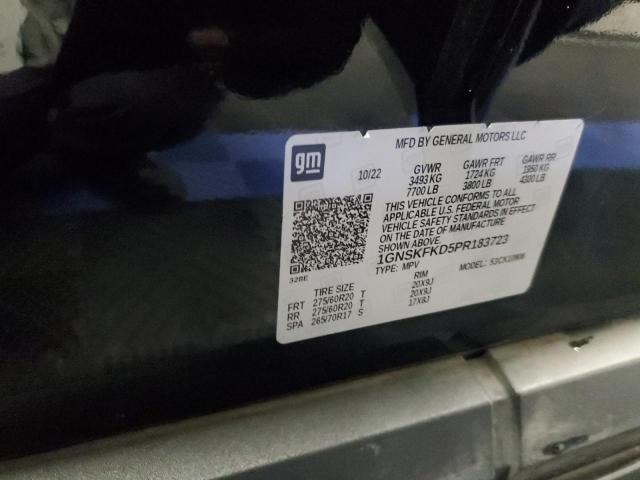 MFD BY GENERAL MOTORS LLC
gm
10/22
GVWR GAWR FRT GAWR RR
3493 KG 1724 KG 1950 KG
7700 LB 3800 LB 4300 LB
THIS VEHICLE CONFORMS TO ALL
APPLICABLE U.S. FEDERAL MOTOR
VEHICLE SAFETY STANDARDS IN EFFECT
ON THE DATE OF MANUFACTURE
SHOWN ABOVE.
1GNSKFKD5PR183723
TYPE: MPV MODEL:
328E
TIRE SIZE RIM
FRT 275/60R20 T 20X9J
RR 275/60R20 T 20X9J
SPA 265/70R17 S 17X8J